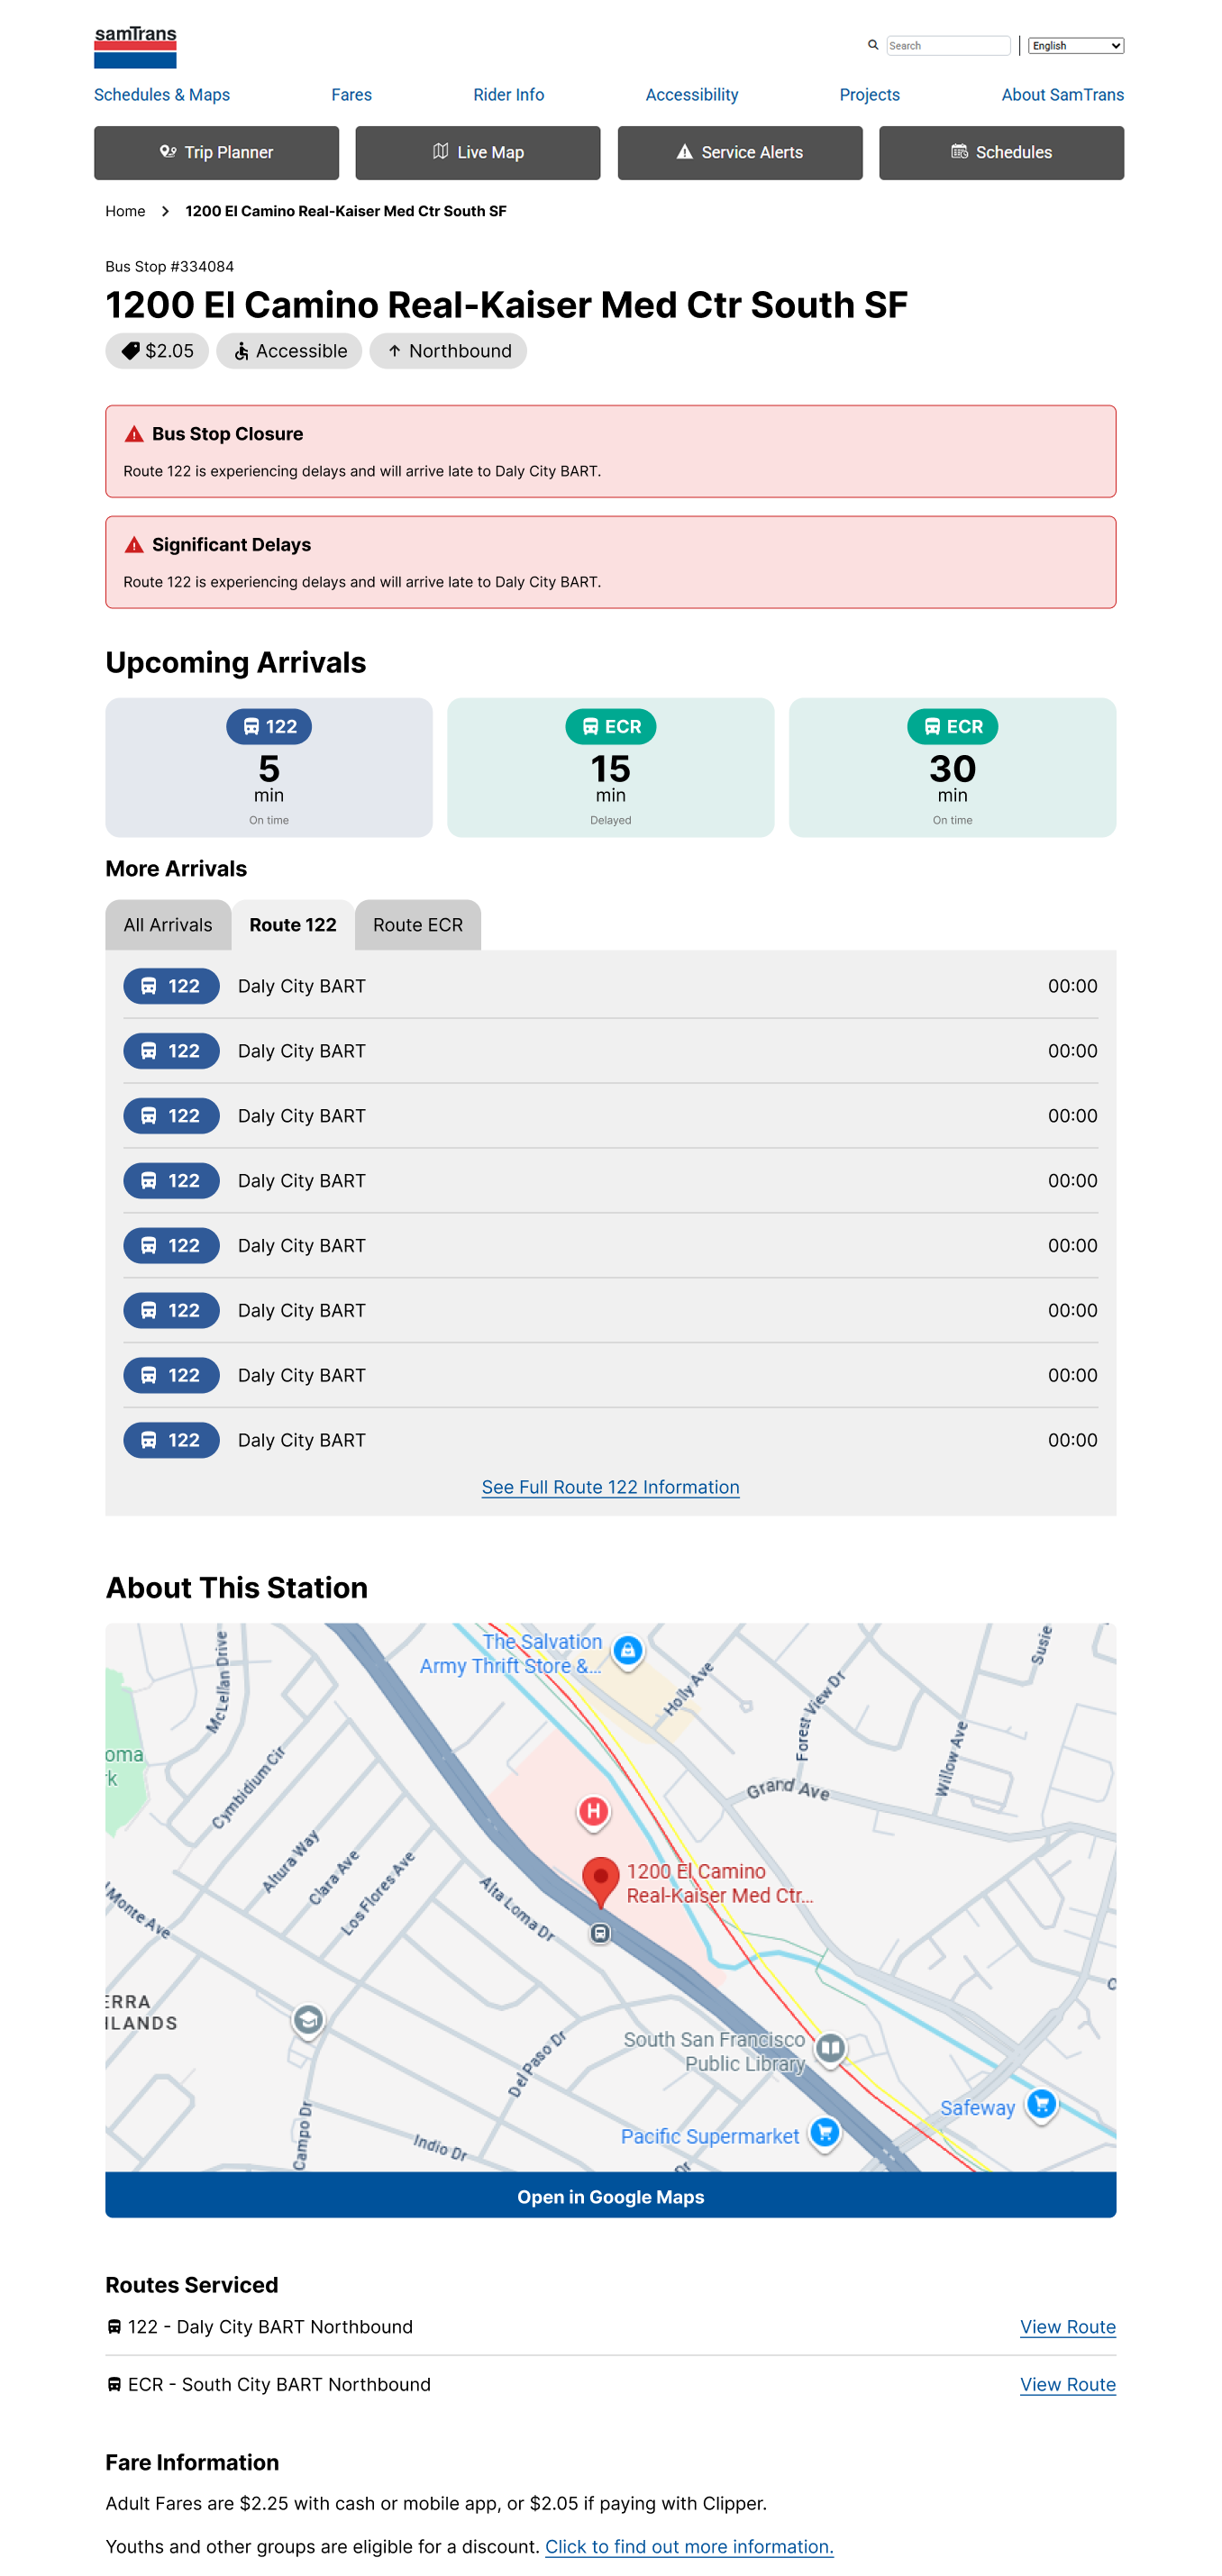 samTrans
Search
English
Schedules & Maps
Fares
Rider Info
Accessibility
Projects
About SamTrans
Trip Planner
Live Map
Service Alerts
Schedules
Home
1200 El Camino Real-Kaiser Med Ctr South SF
Bus Stop #334084
1200 El Camino Real-Kaiser Med Ctr South SF
$2.05
Accessible
Northbound
Bus Stop Closure
Route 122 is experiencing delays and will arrive late to Daly City BART.
Significant Delays
Route 122 is experiencing delays and will arrive late to Daly City BART.
Upcoming Arrivals
122
5
min
On time
ECR
15
min
Delayed
ECR
30
min
On time
More Arrivals
All Arrivals
Route 122
Route ECR
122 Daly City BART 00:00
122 Daly City BART 00:00
122 Daly City BART 00:00
122 Daly City BART 00:00
122 Daly City BART 00:00
122 Daly City BART 00:00
122 Daly City BART 00:00
122 Daly City BART 00:00
See Full Route 122 Information
About This Station
The Salvation
Army Thrift Store &...
McLellan Drive
Holly Ave
Forest View Dr
Susie
Willow Ave
oma
rk
Cymbidium Cir
Grand Ave
H
Altura Way
Clara Ave
Los Flores Ave
1200 El Camino
Real-Kaiser Med Ctr...
Monte Ave
Alta Loma Dr
ERRA
LANDS
Del Paso Dr
South San Francisco
Public Library
Safeway
Campo Dr
Indio Dr
Pacific Supermarket
Dr
Open in Google Maps
Routes Serviced
122 - Daly City BART Northbound
View Route
ECR - South City BART Northbound
View Route
Fare Information
Adult Fares are $2.25 with cash or mobile app, or $2.05 if paying with Clipper.
Youths and other groups are eligible for a discount. Click to find out more information.